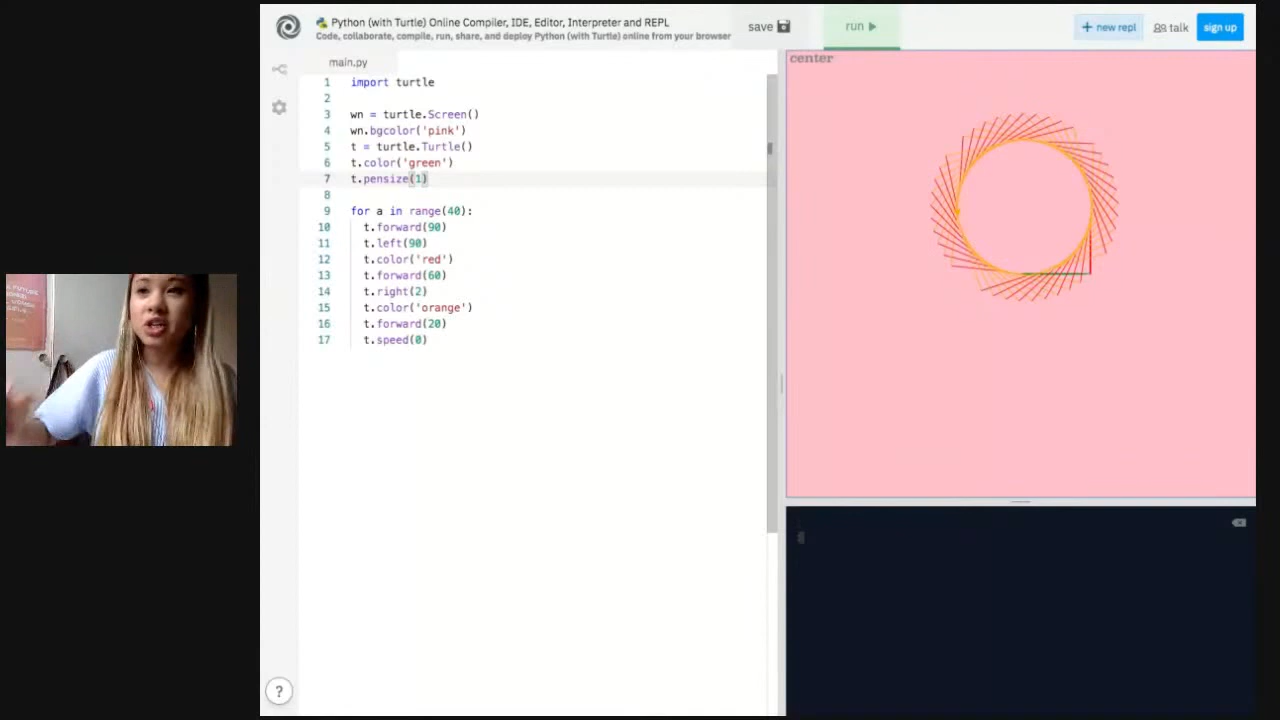 Python (with Turtle) Online Compiler, IDE, Editor, Interpreter and REPL
Code, collaborate, compile, run, share, and deploy Python (with Turtle) online from your browser
save
run
+ new repl
talk
sign up
main.py
center
1 import turtle
2
3 wn = turtle.Screen()
4 wn.bgcolor('pink')
5 t = turtle.Turtle()
6 t.color('green')
7 t.pensize(1)
8
9 for a in range(40):
10 t.forward(90)
11 t.left(90)
12 t.color('red')
13 t.forward(60)
14 t.right(2)
15 t.color('orange')
16 t.forward(20)
17 t.speed(0)
?